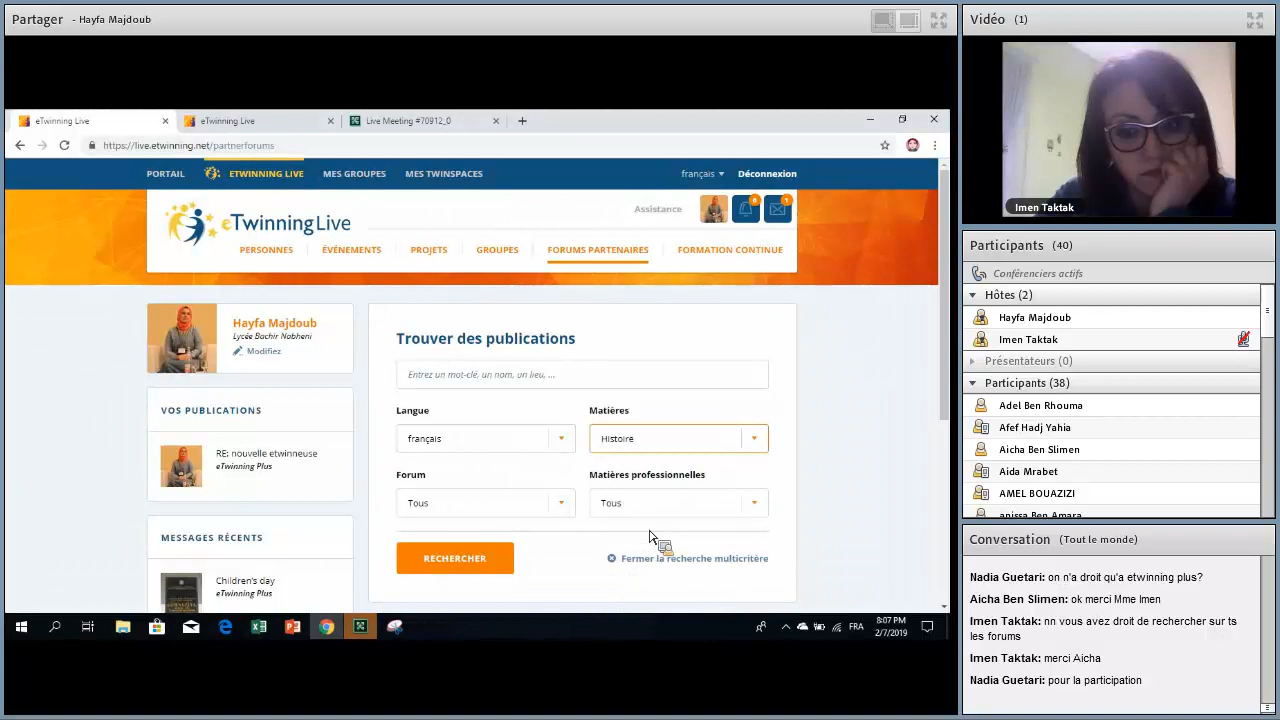 Partager - Hayfa Majdoub
eTwinning Live
eTwinning Live
Live Meeting #70912_0
https://live.etwinning.net/partnerforums
PORTAIL
ETWINNING LIVE
MES GROUPES
MES TWINSPACES
français
Déconnexion
eTwinning Live
Assistance
6
1
PERSONNES
ÉVÉNEMENTS
PROJETS
GROUPES
FORUMS PARTENAIRES
FORMATION CONTINUE
Hayfa Majdoub
Lycée Bachir Nabheni
Modifiez
VOS PUBLICATIONS
RE: nouvelle etwinneuse
eTwinning Plus
MESSAGES RÉCENTS
Children's day
eTwinning Plus
Trouver des publications
Entrez un mot-clé, un nom, un lieu, ...
Langue
Matières
français
Histoire
Forum
Matières professionnelles
Tous
Tous
RECHERCHER
Fermer la recherche multicritère
FRA
8:07 PM
2/7/2019
Vidéo (1)
Imen Taktak
Participants (40)
Conférenciers actifs
Hôtes (2)
Hayfa Majdoub
Imen Taktak
Présentateurs (0)
Participants (38)
Adel Ben Rhouma
Afef Hadj Yahia
Aicha Ben Slimen
Aida Mrabet
AMEL BOUAZIZI
anissa Ben Amara
Conversation (Tout le monde)
Nadia Guetari: on n'a droit qu'a etwinning plus?
Aicha Ben Slimen: ok merci Mme Imen
Imen Taktak: nn vous avez droit de rechercher sur ts
les forums
Imen Taktak: merci Aicha
Nadia Guetari: pour la participation